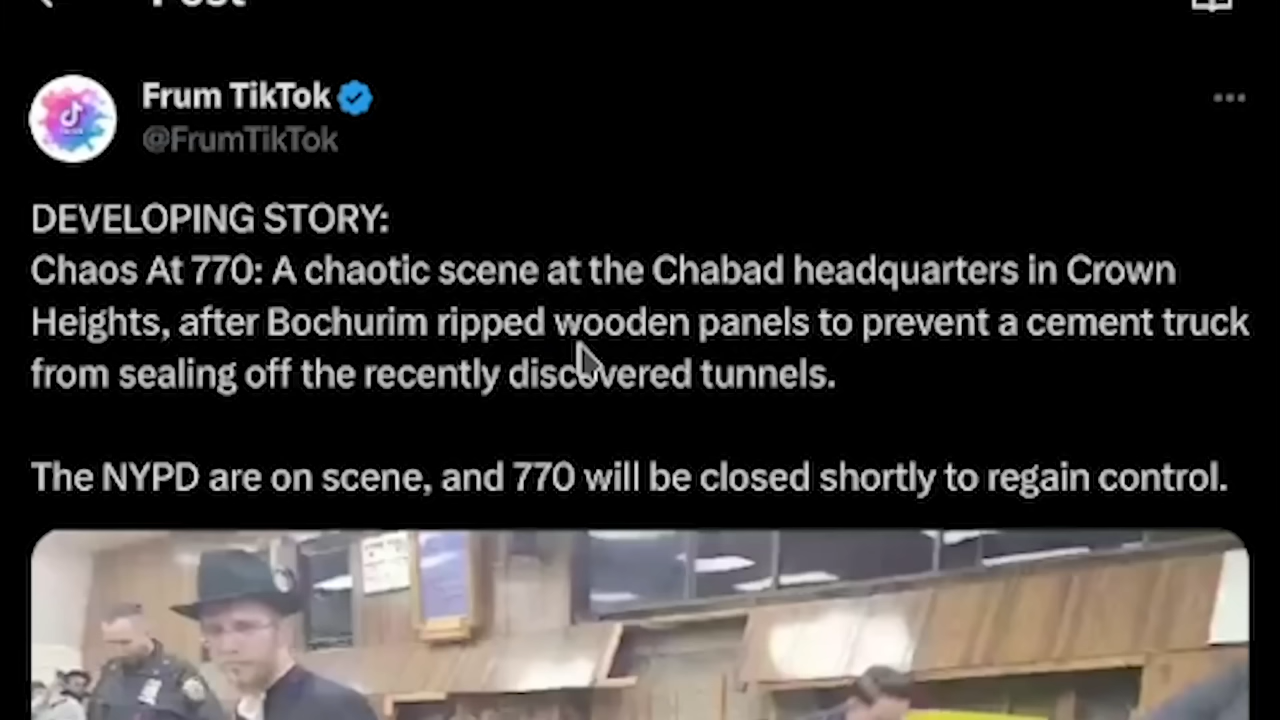 Post
Frum TikTok
@FrumTikTok
DEVELOPING STORY:
Chaos At 770: A chaotic scene at the Chabad headquarters in Crown
Heights, after Bochurim ripped wooden panels to prevent a cement truck
from sealing off the recently discovered tunnels.
The NYPD are on scene, and 770 will be closed shortly to regain control.